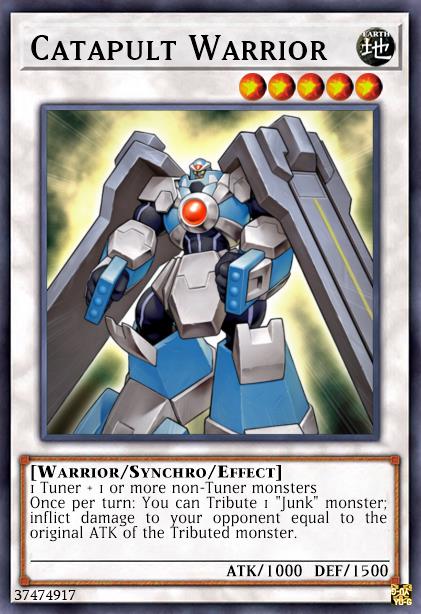 CATAPULT WARRIOR
EARTH
地
[WARRIOR/SYNCHRO/EFFECT]
1 Tuner + 1 or more non-Tuner monsters
Once per turn: You can Tribute 1 "Junk" monster;
inflict damage to your opponent equal to the
original ATK of the Tributed monster.
ATK/1000 DEF/1500
37474917